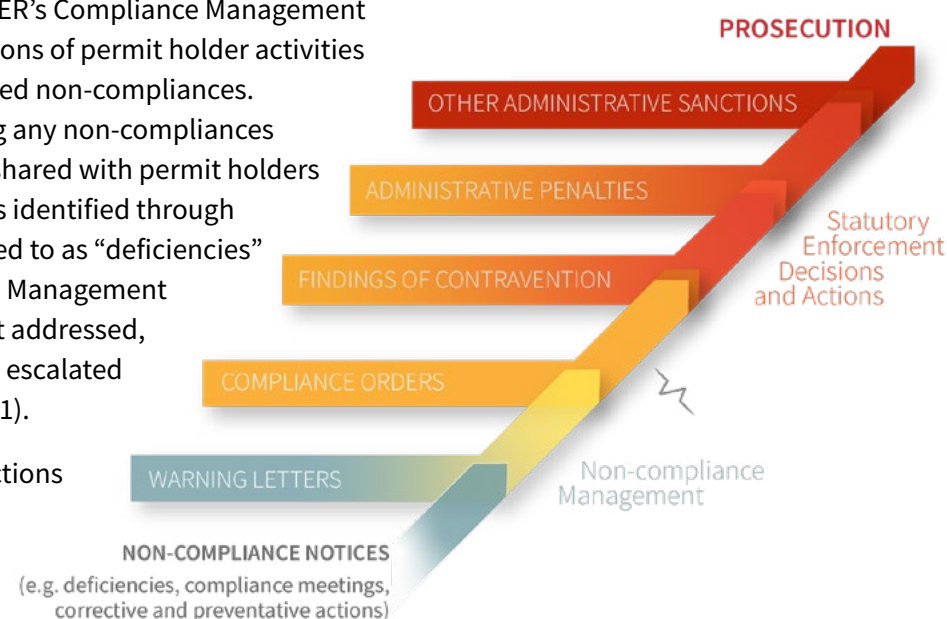 ER’s Compliance Management
ons of permit holder activities
ed non-compliances.
g any non-compliances
shared with permit holders
s identified through
ed to as “deficiencies”
Management
t addressed,
escalated
1).
ctions
PROSECUTION
OTHER ADMINISTRATIVE SANCTIONS
ADMINISTRATIVE PENALTIES
FINDINGS OF CONTRAVENTION
COMPLIANCE ORDERS
WARNING LETTERS
NON-COMPLIANCE NOTICES
(e.g. deficiencies, compliance meetings,
corrective and preventative actions)
Statutory
Enforcement
Decisions
and Actions
Non-compliance
Management